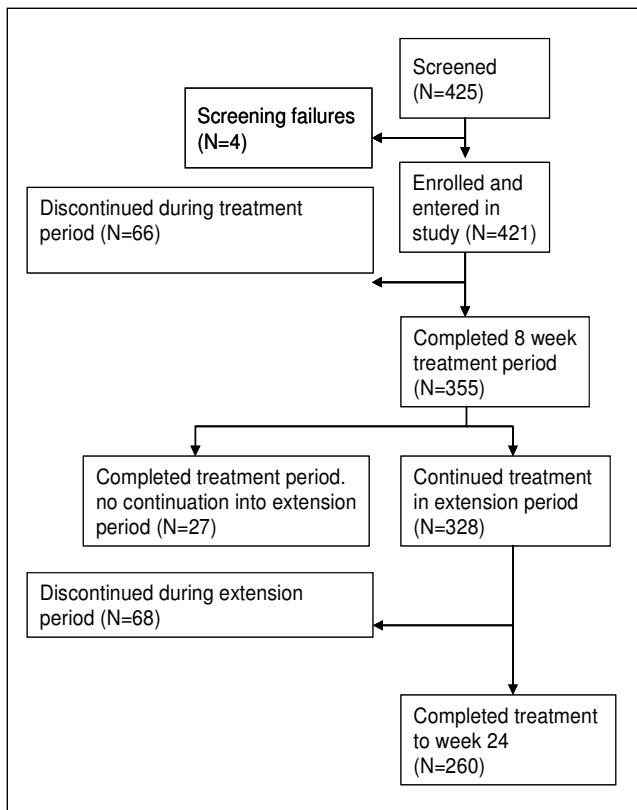 Screened
(N=425)
Screening failures
(N=4)
Enrolled and
entered in
study (N=421)
Discontinued during treatment
period (N=66)
Completed 8 week
treatment period
(N=355)
Completed treatment period.
no continuation into extension
period (N=27)
Continued treatment
in extension period
(N=328)
Discontinued during extension
period (N=68)
Completed treatment
to week 24
(N=260)